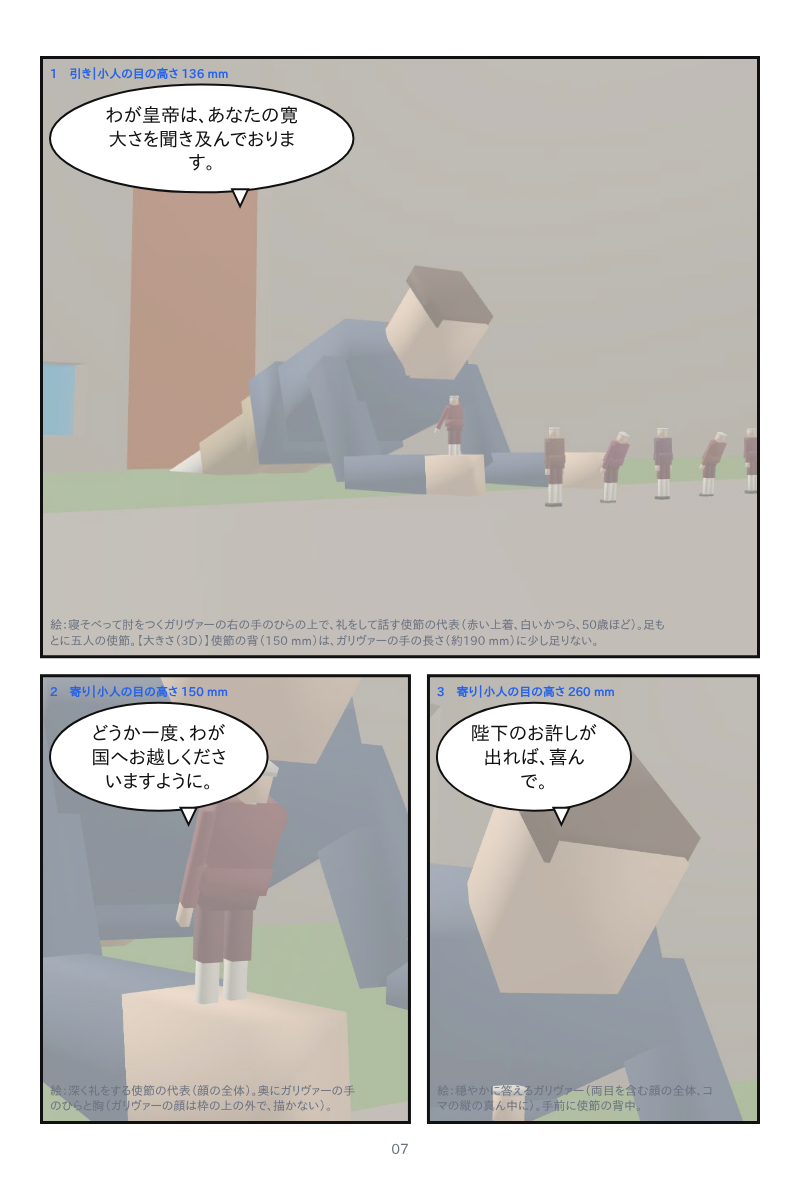 1 引き|小人の目の高さ136 mm
わが皇帝は、あなたの寛
大さを聞き及んでおりま
す。
絵:寝そべって肘をつくガリヴァーの右の手のひらの上で、礼をして話す使節の代表(赤い上着、白いかつら、50歳ほど)。足も
とに五人の使節。【大きさ(3D)】使節の背(150 mm)は、ガリヴァーの手の長さ(約190 mm)に少し足りない。
2 寄り|小人の目の高さ150 mm
どうか一度、わが
国へお越しくださ
いますように。
絵:深く礼をする使節の代表(顔の全体)。奥にガリヴァーの手
のひらと胸(ガリヴァーの顔は枠の上の外で、描かない)。
3 寄り|小人の目の高さ260 mm
陛下のお許しが
出れば、喜ん
で。
絵:穏やかに答えるガリヴァー(両目を含む顔の全体、コ
マの縦の真ん中に)。手前に使節の背中。
07